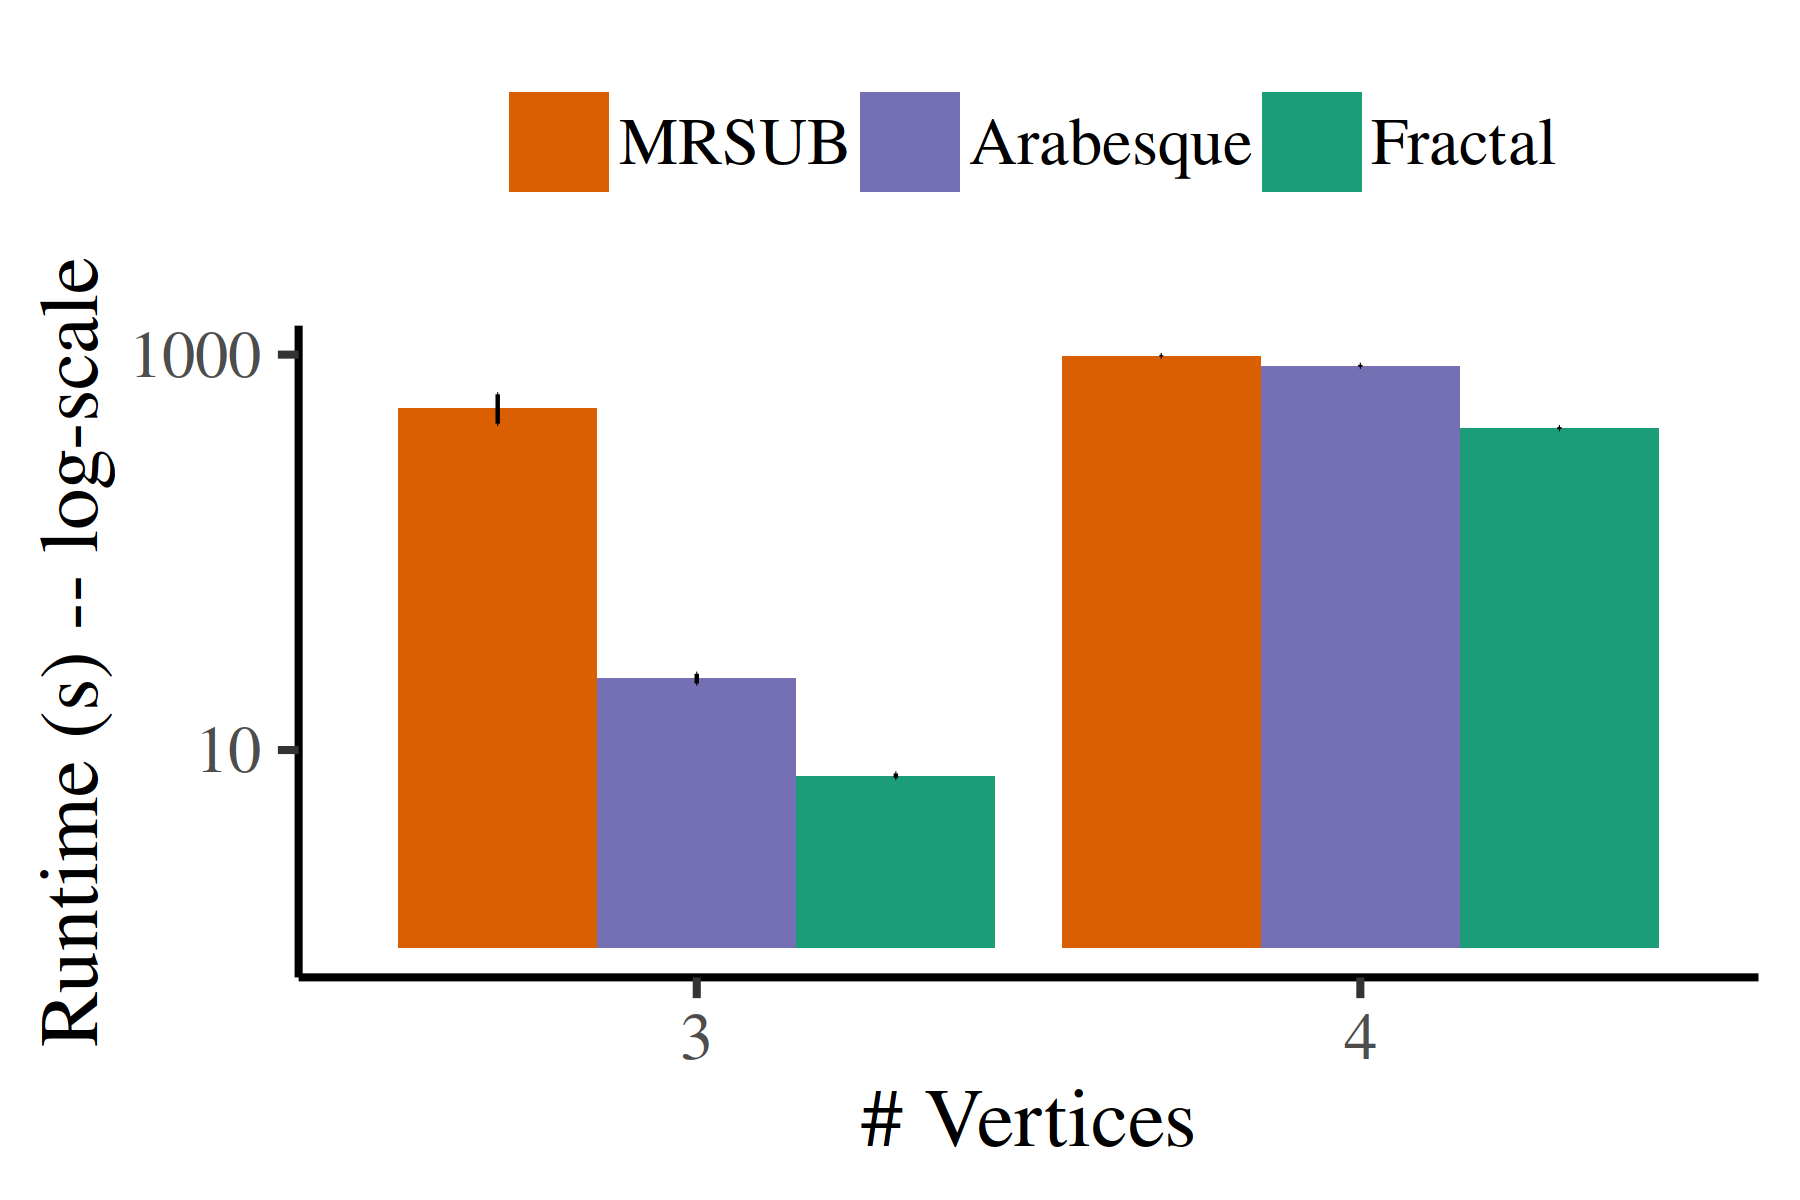 MRSUB Arabesque Fractal
Runtime (s) -- log-scale
1000
10
3 4
# Vertices